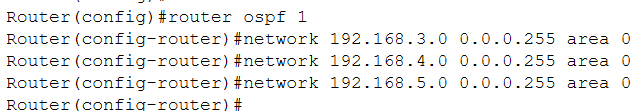 Router(config)#router ospf 1
Router(config-router)#network 192.168.3.0 0.0.0.255 area 0
Router(config-router)#network 192.168.4.0 0.0.0.255 area 0
Router(config-router)#network 192.168.5.0 0.0.0.255 area 0
Router(config-router)#